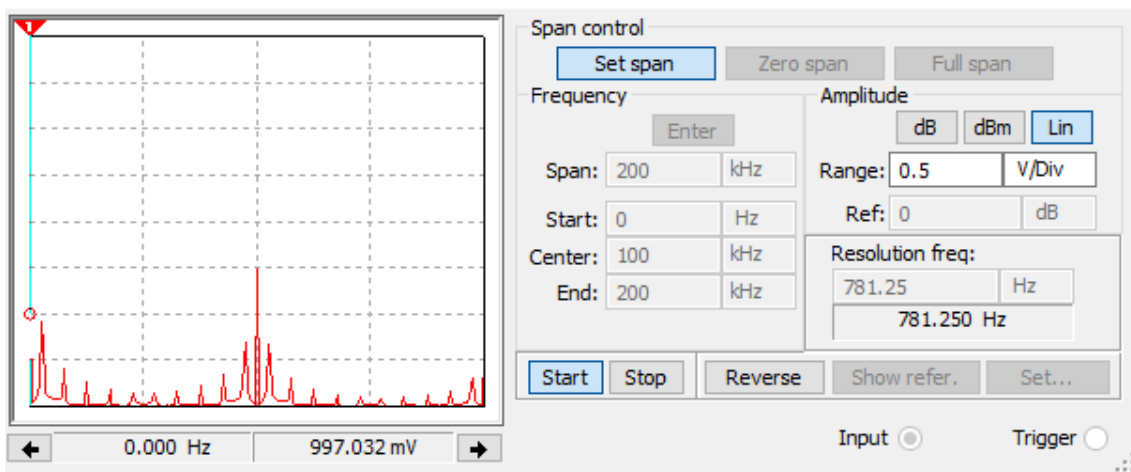 1
0.000 Hz 997.032 mV
Span control
Set span Zero span Full span
Frequency
Enter
Span: 200 kHz
Start: 0 Hz
Center: 100 kHz
End: 200 kHz
Amplitude
dB dBm Lin
Range: 0.5 V/Div
Ref: 0 dB
Resolution freq:
781.25 Hz
781.250 Hz
Start Stop Reverse Show refer. Set...
Input Trigger